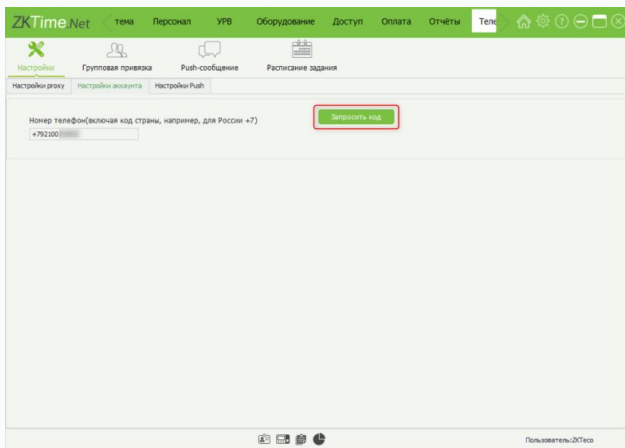 ZKTime.Net тема Персонал УРВ Оборудование Доступ Оплата Отчёты Теле
Настройки Групповая привязка Push-сообщение Расписание задания
Настройки proxy Настройки аккаунта Настройки Push
Номер телефон(включая код страны, например, для России +7) Запросить код
+792100
Пользователь:ZKTeco